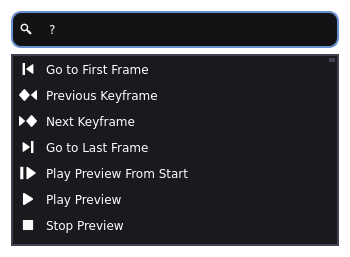 ?
Go to First Frame
Previous Keyframe
Next Keyframe
Go to Last Frame
Play Preview From Start
Play Preview
Stop Preview